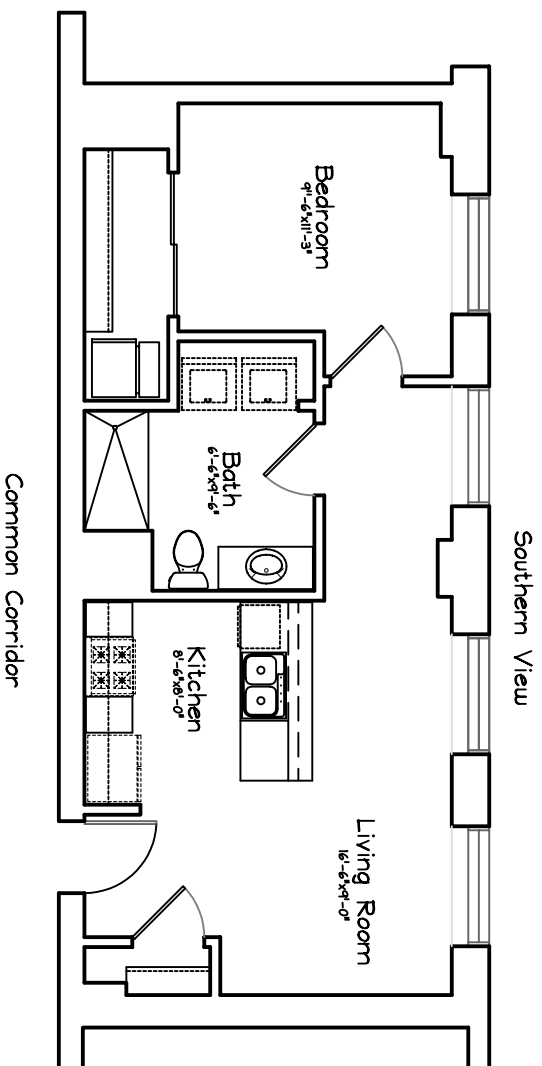 Bedroom
9'-6"x11'-3"
Bath
6'-6"x9'-6"
Kitchen
8'-6"x8'-0"
Living Room
16'-6"x9'-0"
Common Corridor
Southern View